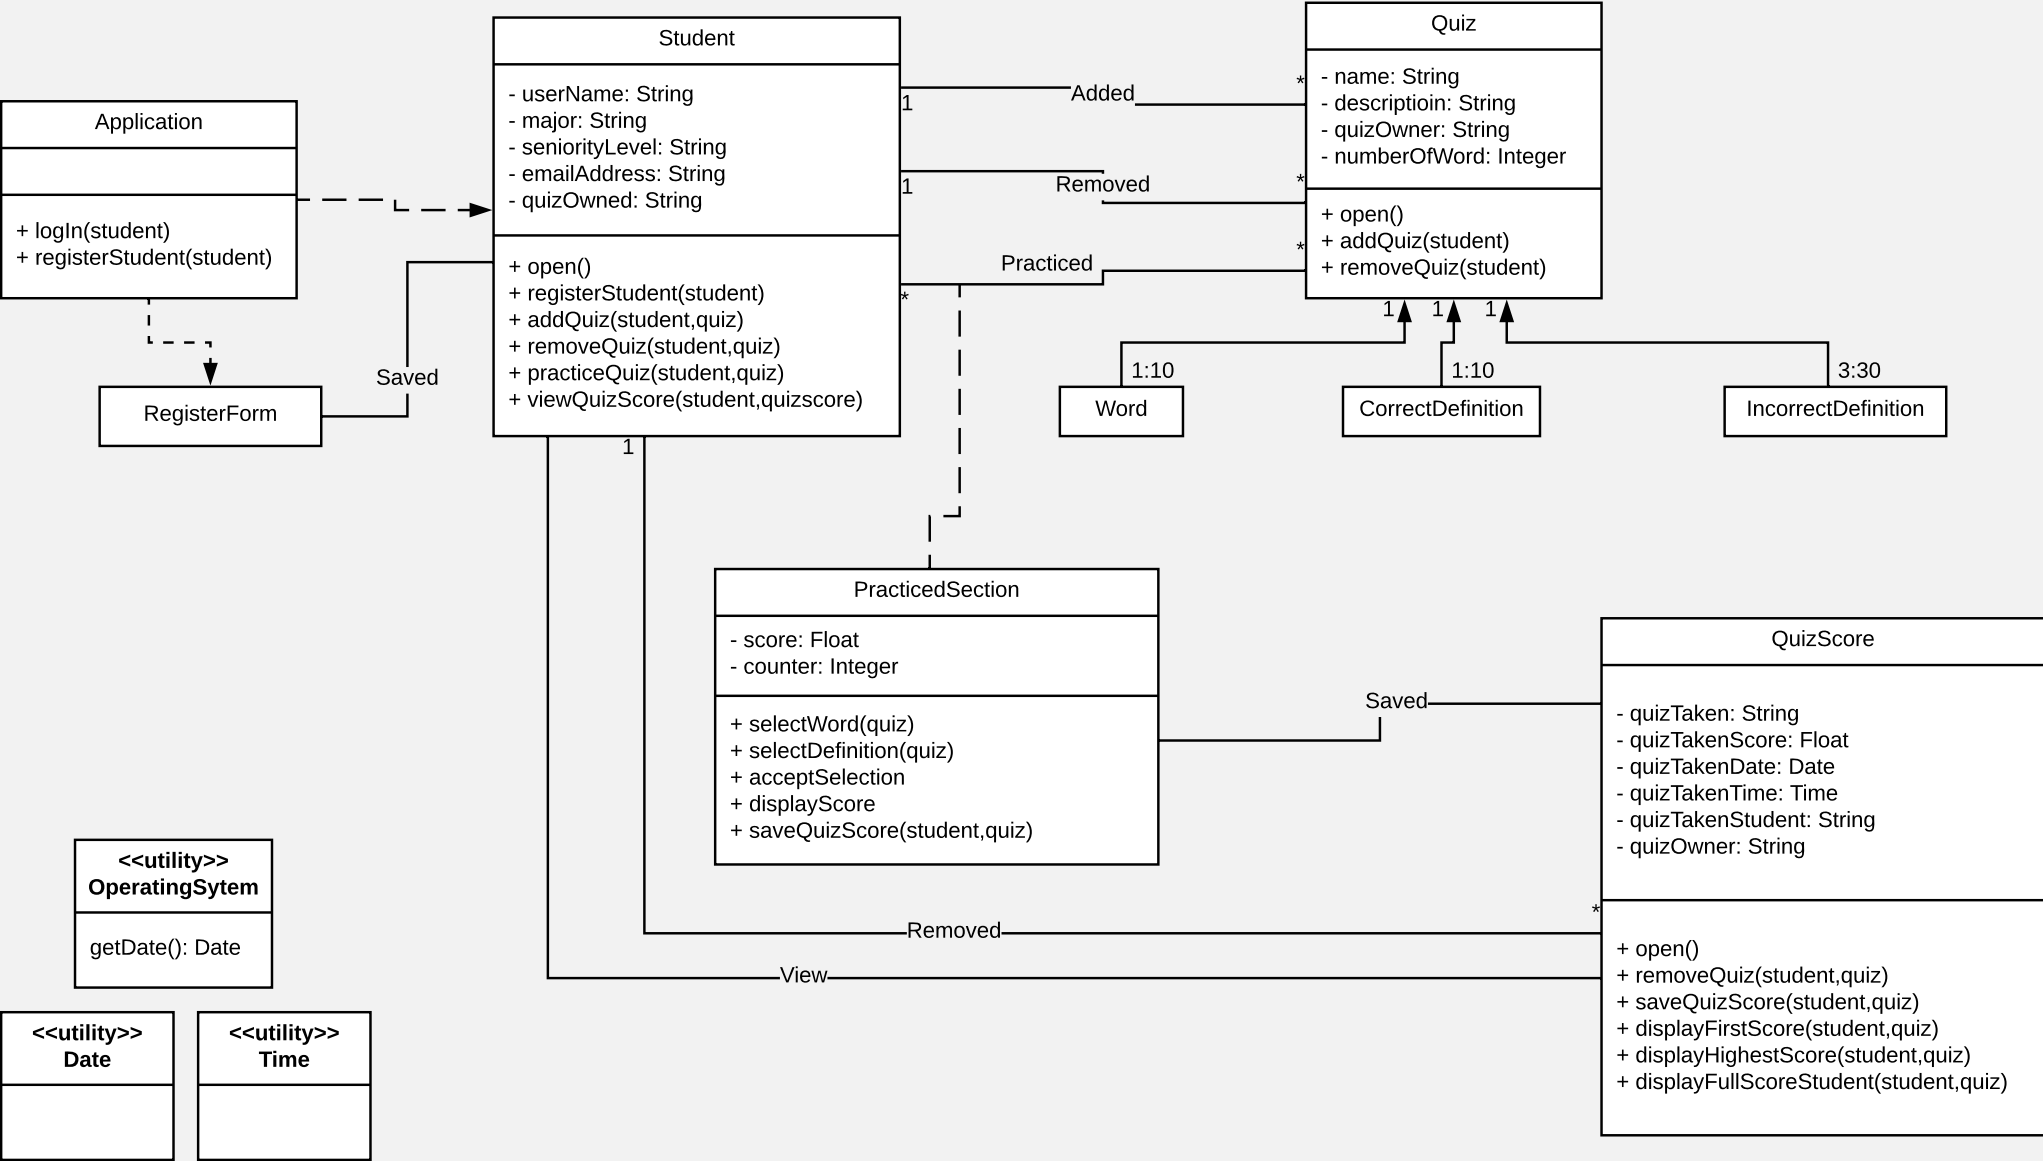 Application
+ logIn(student)
+ registerStudent(student)
RegisterForm
Saved
Student
- userName: String
- major: String
- seniorityLevel: String
- emailAddress: String
- quizOwned: String
+ open()
+ registerStudent(student)
+ addQuiz(student,quiz)
+ removeQuiz(student,quiz)
+ practiceQuiz(student,quiz)
+ viewQuizScore(student,quizscore)
1
Added
*
1
Removed
*
*
Practiced
*
Quiz
- name: String
- descriptioin: String
- quizOwner: String
- numberOfWord: Integer
+ open()
+ addQuiz(student)
+ removeQuiz(student)
1
1
1
1:10
1:10
3:30
Word
CorrectDefinition
IncorrectDefinition
1
PracticedSection
- score: Float
- counter: Integer
+ selectWord(quiz)
+ selectDefinition(quiz)
+ acceptSelection
+ displayScore
+ saveQuizScore(student,quiz)
Saved
QuizScore
- quizTaken: String
- quizTakenScore: Float
- quizTakenDate: Date
- quizTakenTime: Time
- quizTakenStudent: String
- quizOwner: String
+ open()
+ removeQuiz(student,quiz)
+ saveQuizScore(student,quiz)
+ displayFirstScore(student,quiz)
+ displayHighestScore(student,quiz)
+ displayFullScoreStudent(student,quiz)
*
Removed
View
<<utility>>
OperatingSytem
getDate(): Date
<<utility>>
Date
<<utility>>
Time